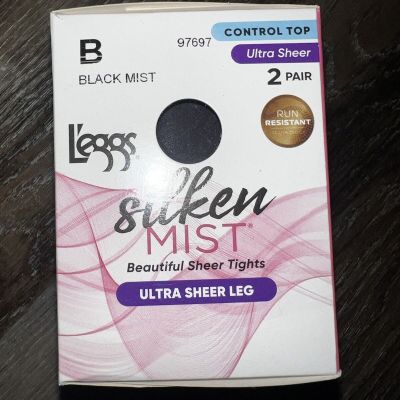 B
97697
CONTROL TOP
Ultra Sheer
BLACK MIST
2 PAIR
RUN
RESISTANT
L'eggs
silken
MIST®
Beautiful Sheer Tights
ULTRA SHEER LEG